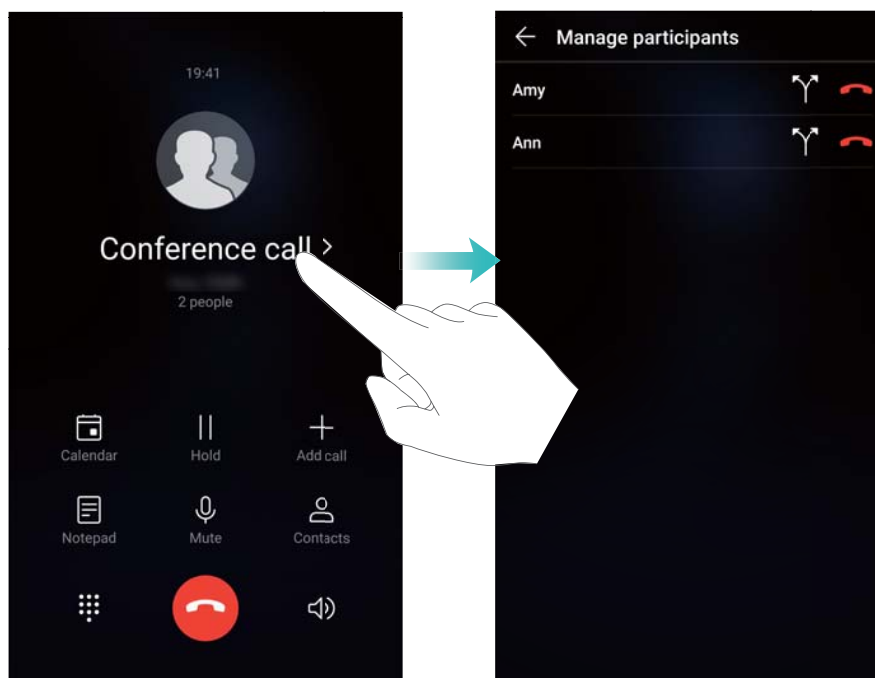 19:41
Conference call
2 people
Calendar
Hold
Add call
Notepad
Mute
Contacts
Manage participants
Amy
Ann